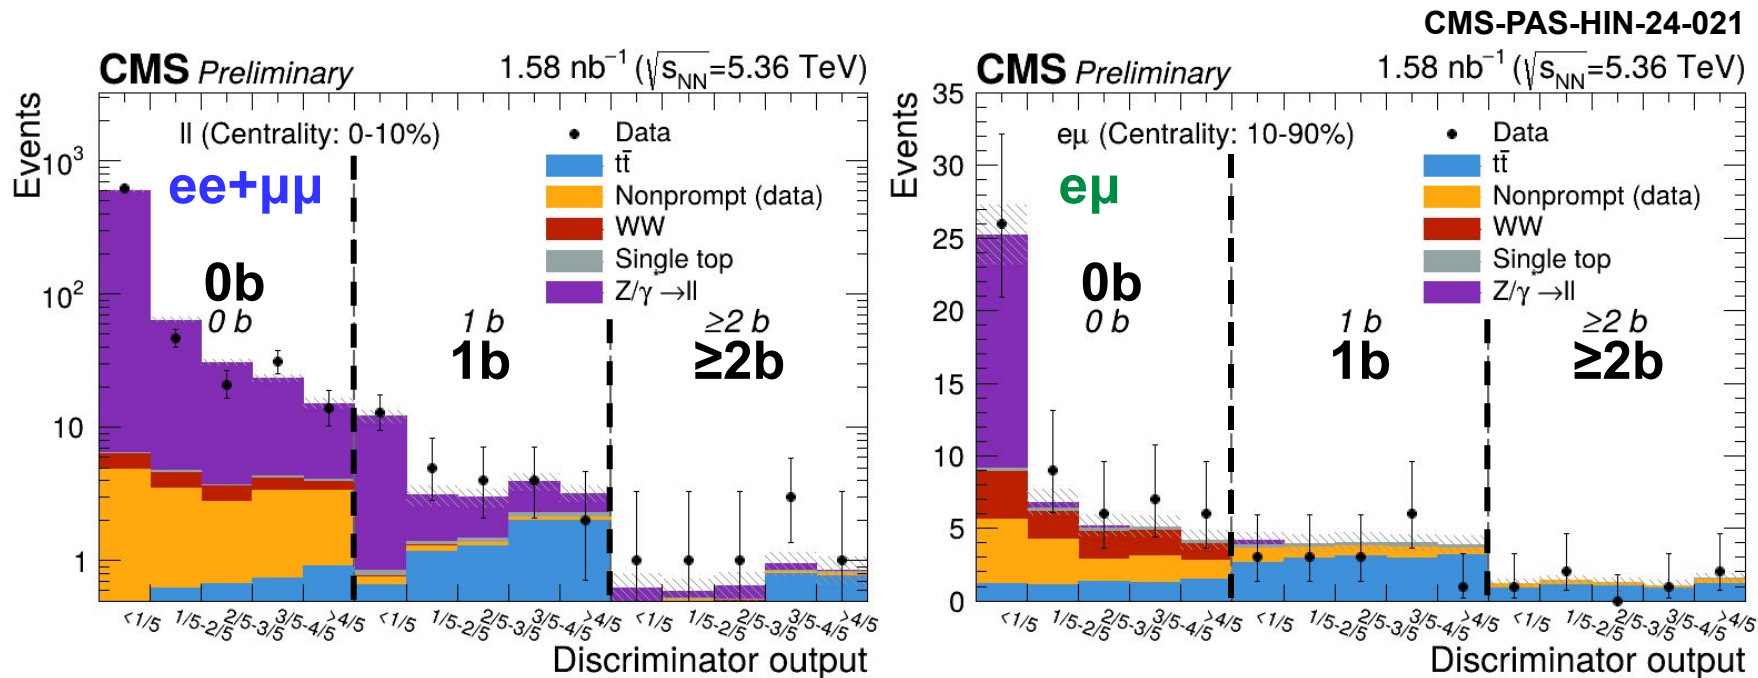 CMS-PAS-HIN-24-021
CMS Preliminary
1.58 nb⁻¹ (√sNN=5.36 TeV)
Events
ll (Centrality: 0-10%)
ee+μμ
Data
tt̄
Nonprompt (data)
WW
Single top
Z/γ* →ll
0b
0 b
1 b
1b
≥2 b
≥2b
10³
10²
10
1
<1/5
1/5-2/5
2/5-3/5
3/5-4/5
>4/5
<1/5
1/5-2/5
2/5-3/5
3/5-4/5
>4/5
<1/5
1/5-2/5
2/5-3/5
3/5-4/5
>4/5
Discriminator output
CMS Preliminary
1.58 nb⁻¹ (√sNN=5.36 TeV)
Events
eμ (Centrality: 10-90%)
eμ
Data
tt̄
Nonprompt (data)
WW
Single top
Z/γ* →ll
0b
0 b
1 b
1b
≥2 b
≥2b
35
30
25
20
15
10
5
0
<1/5
1/5-2/5
2/5-3/5
3/5-4/5
>4/5
<1/5
1/5-2/5
2/5-3/5
3/5-4/5
>4/5
<1/5
1/5-2/5
2/5-3/5
3/5-4/5
>4/5
Discriminator output